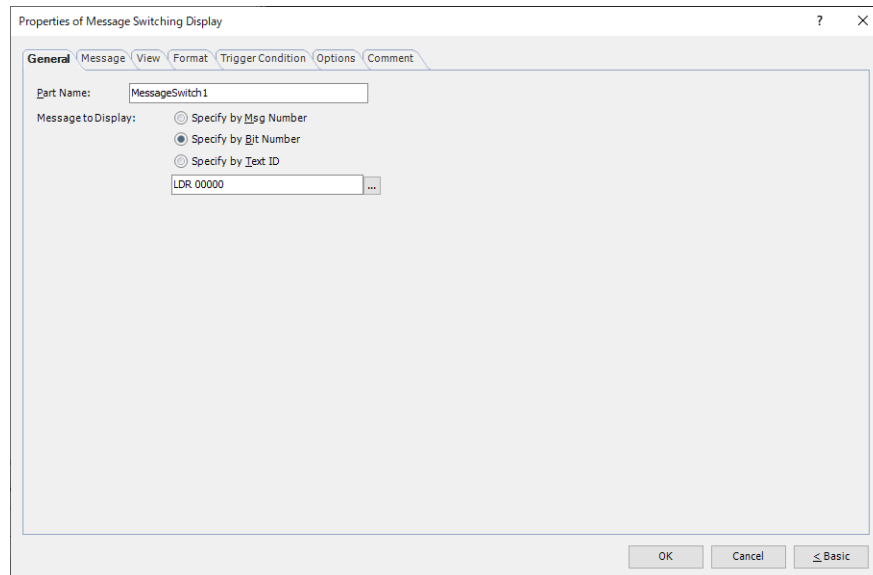 Properties of Message Switching Display ?
General Message View Format Trigger Condition Options Comment
Part Name: MessageSwitch1
Message to Display: Specify by Msg Number
Specify by Bit Number
Specify by Text ID
LDR 00000 ...
OK Cancel < Basic